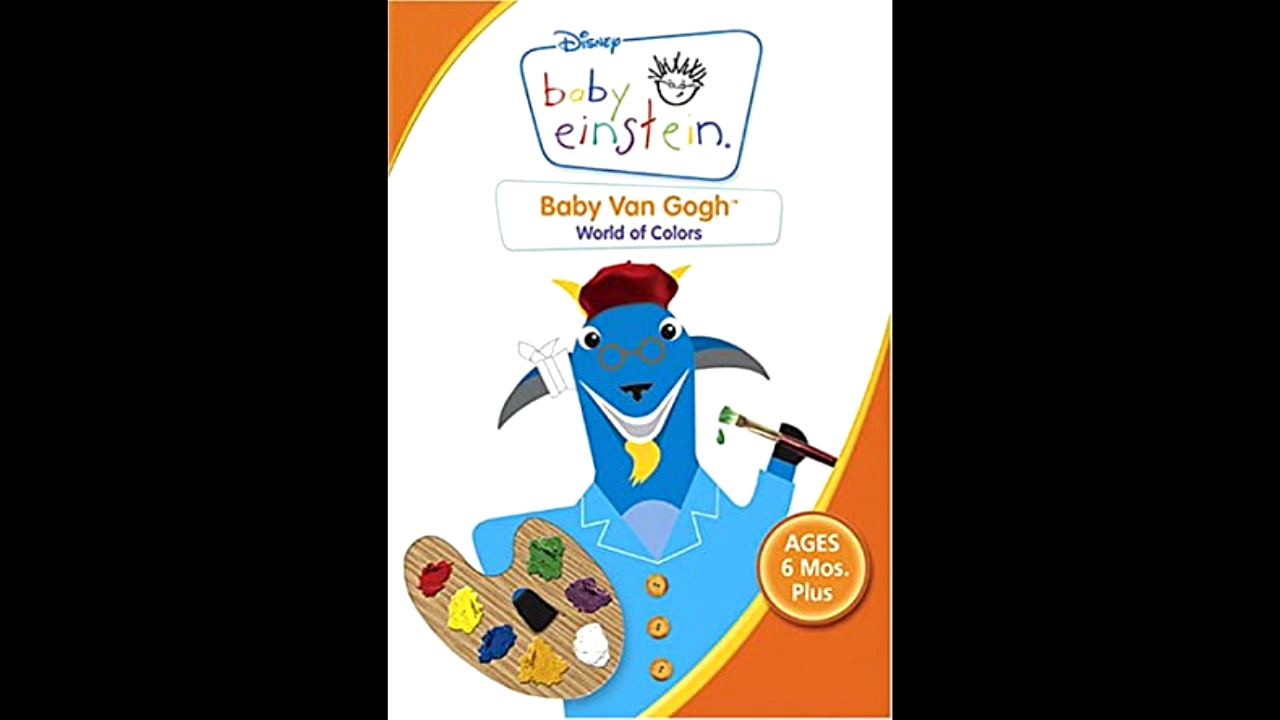 Disney
baby
einstein.
Baby Van Gogh™
World of Colors
AGES
6 Mos.
Plus